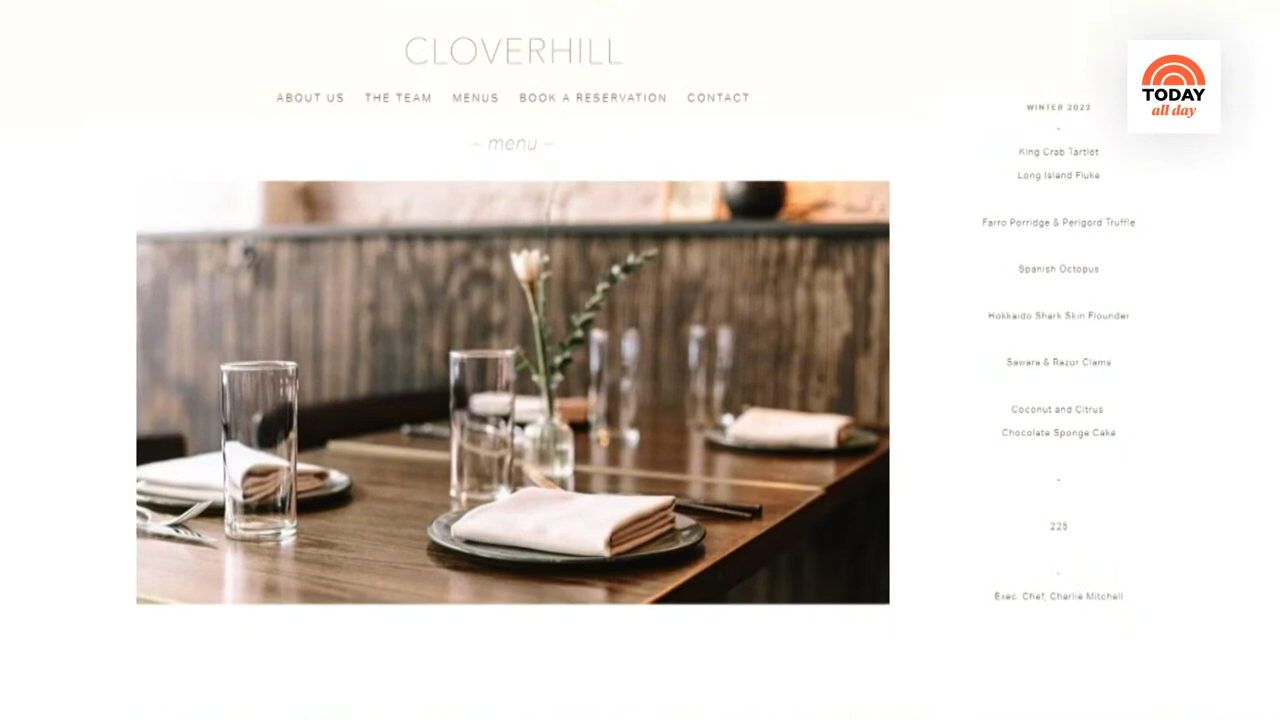 CLOVERHILL
ABOUT US THE TEAM MENUS BOOK A RESERVATION CONTACT
– menu –
WINTER 2023
-
King Crab Tartlet
Long Island Fluke
Farro Porridge & Perigord Truffle
Spanish Octopus
Hokkaido Shark Skin Flounder
Sawara & Razor Clams
Coconut and Citrus
Chocolate Sponge Cake
-
225
-
Exec. Chef, Charlie Mitchell
TODAY
all day